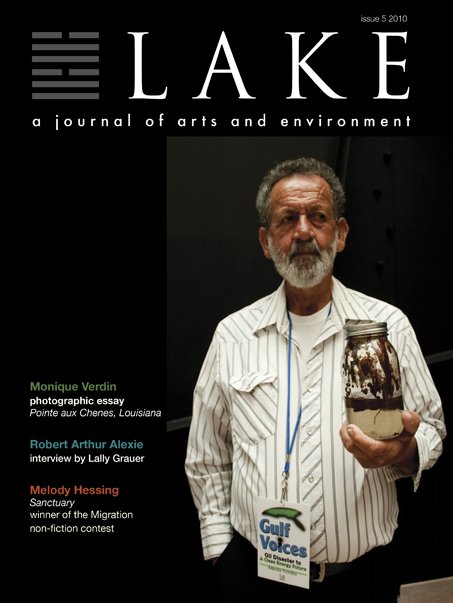 issue 5 2010
LAKE
a journal of arts and environment
Monique Verdin
photographic essay
Pointe aux Chenes, Louisiana
Robert Arthur Alexie
interview by Lally Grauer
Melody Hessing
Sanctuary
winner of the Migration
non-fiction contest
Gulf
Voices
Oil Disaster to
A Clean Energy Future